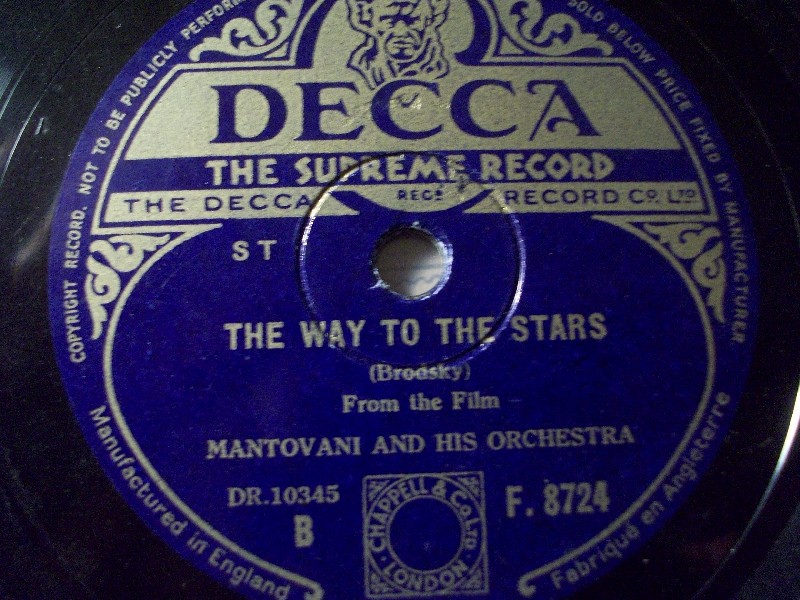 COPYRIGHT RECORD. NOT TO BE PUBLICLY PERFORM
SOLD BELOW PRICE FIXED BY MANUFACTURER
DECCA
THE SUPREME RECORD
THE DECCA REGD RECORD CO. LTD
ST
THE WAY TO THE STARS
(Brodsky)
From the Film
MANTOVANI AND HIS ORCHESTRA
DR.10345
B
CHAPPELL & CO LTD
LONDON
F. 8724
Manufactured in England
Fabriqué en Angleterre